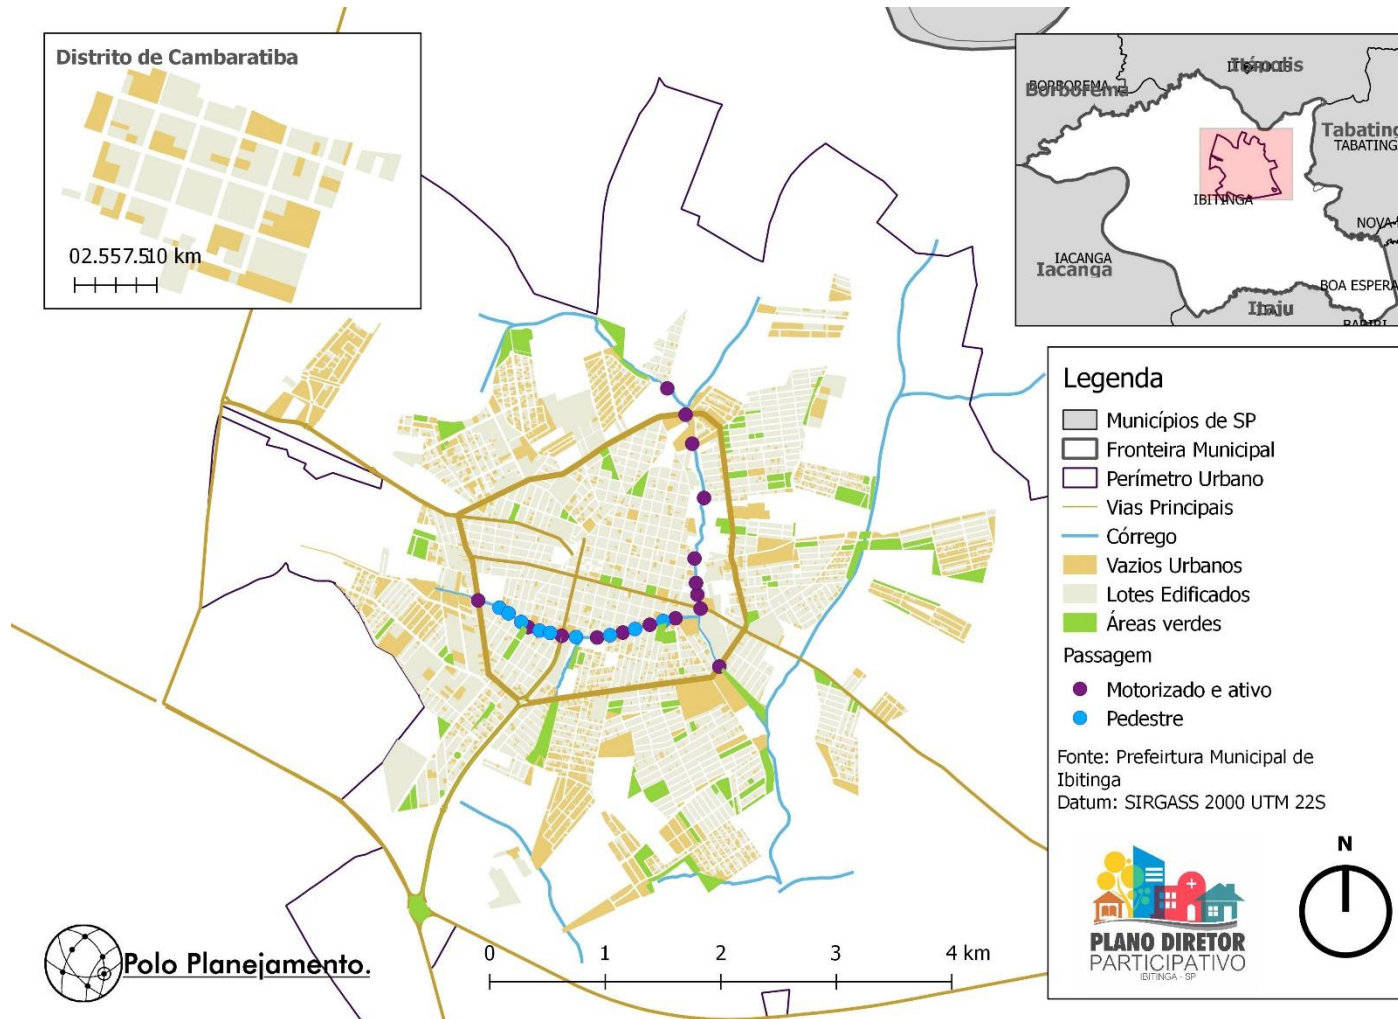 Distrito de Cambaratiba
02.557.510 km
Itápolis
BORBOREMA
Borborema
Tabating
TABATING
IBITINGA
NOVA
IACANGA
Iacanga
BOA ESPERA
Itaju
Legenda
Municípios de SP
Fronteira Municipal
Perímetro Urbano
Vias Principais
Córrego
Vazios Urbanos
Lotes Edificados
Áreas verdes
Passagem
Motorizado e ativo
Pedestre
Fonte: Prefeirtura Municipal de
Ibitinga
Datum: SIRGASS 2000 UTM 22S
N
PLANO DIRETOR
PARTICIPATIVO
IBITINGA - SP
Polo Planejamento.
0 1 2 3 4 km